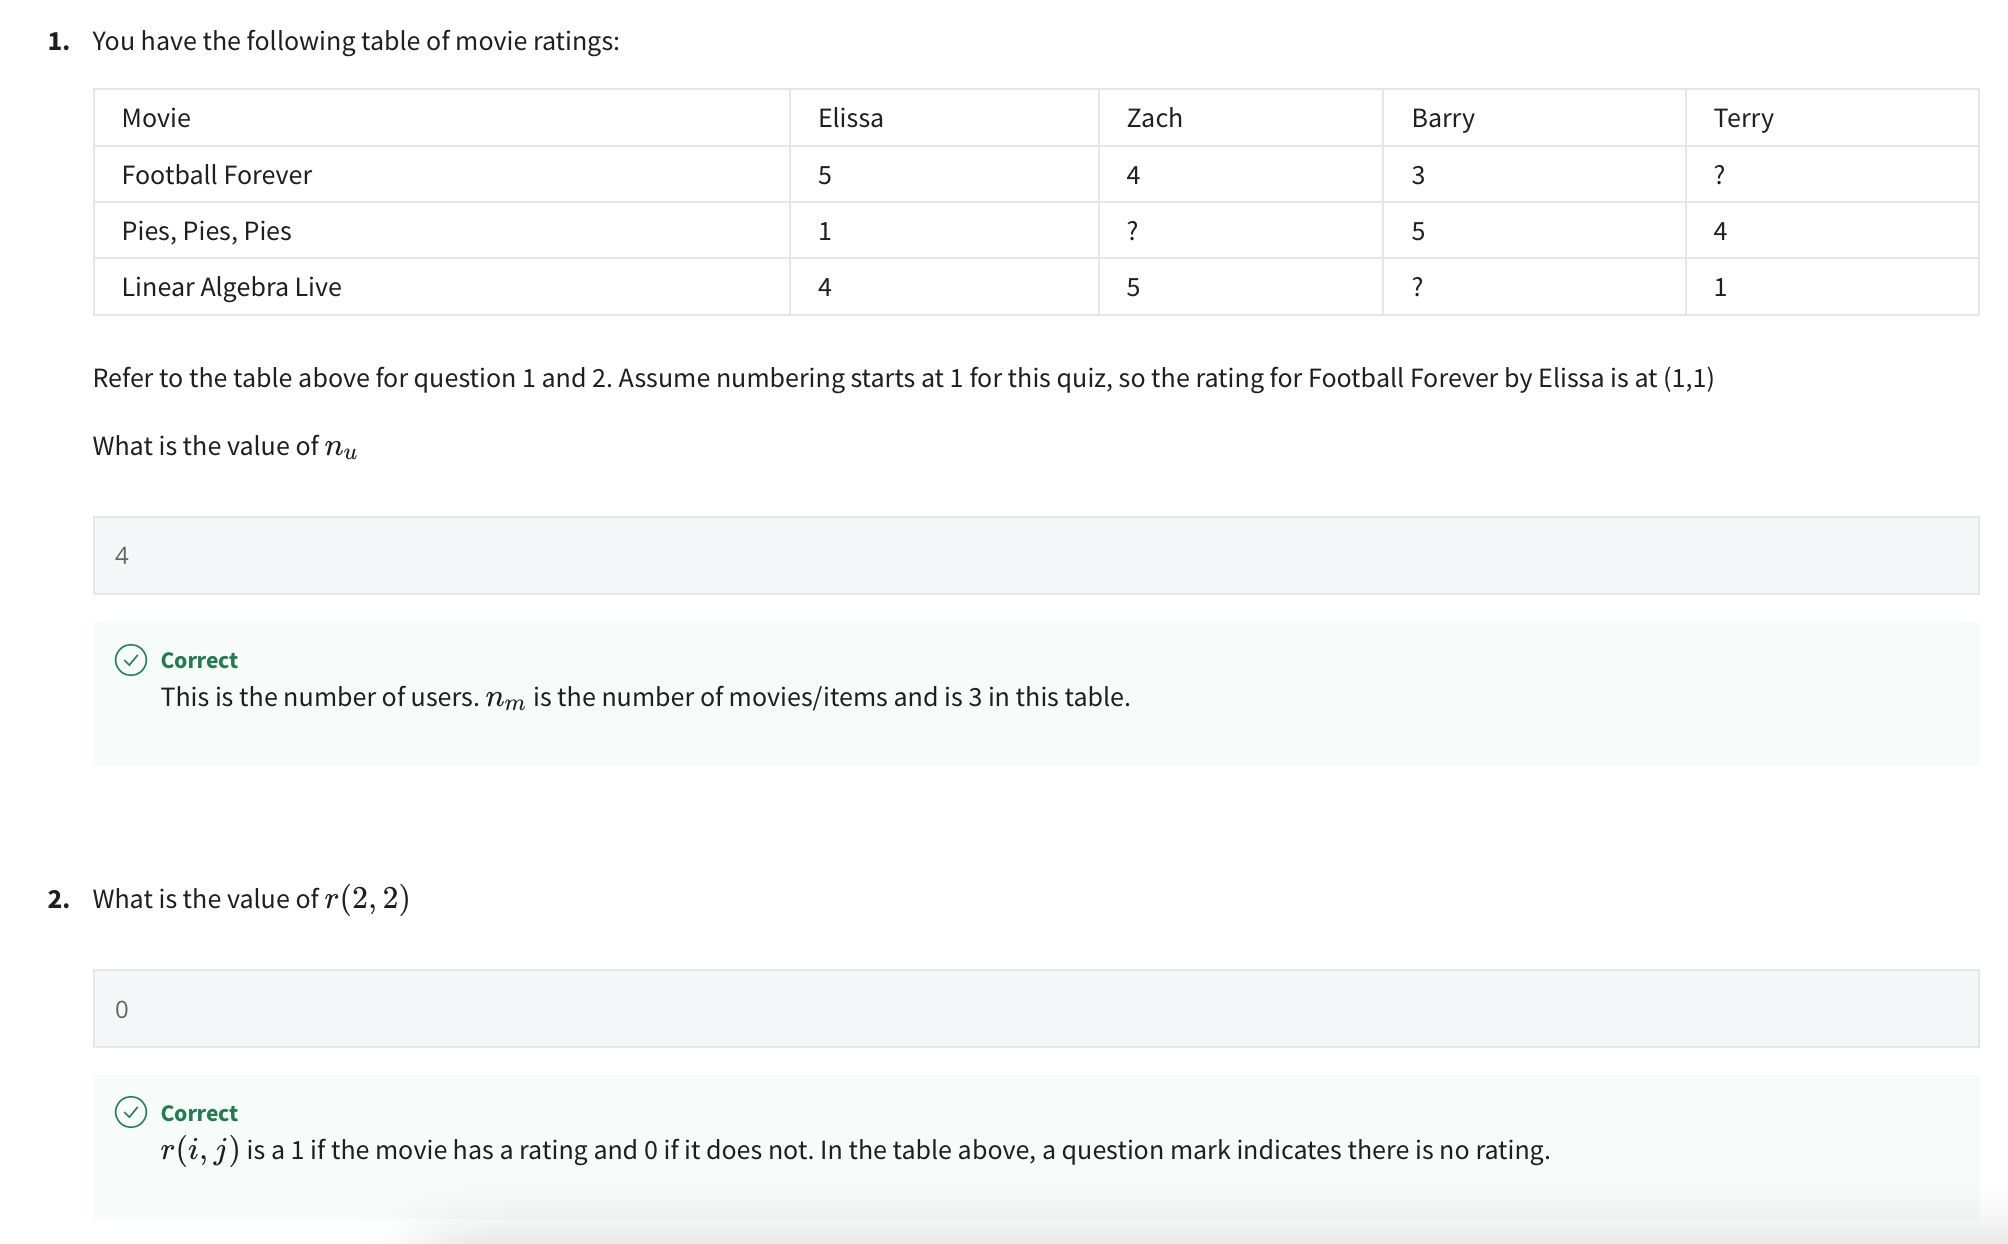 1. You have the following table of movie ratings:
Movie Elissa Zach Barry Terry
Football Forever 5 4 3 ?
Pies, Pies, Pies 1 ? 5 4
Linear Algebra Live 4 5 ? 1
Refer to the table above for question 1 and 2. Assume numbering starts at 1 for this quiz, so the rating for Football Forever by Elissa is at (1,1)
What is the value of n_u
4
Correct
This is the number of users. n_m is the number of movies/items and is 3 in this table.
2. What is the value of r(2, 2)
0
Correct
r(i, j) is a 1 if the movie has a rating and 0 if it does not. In the table above, a question mark indicates there is no rating.